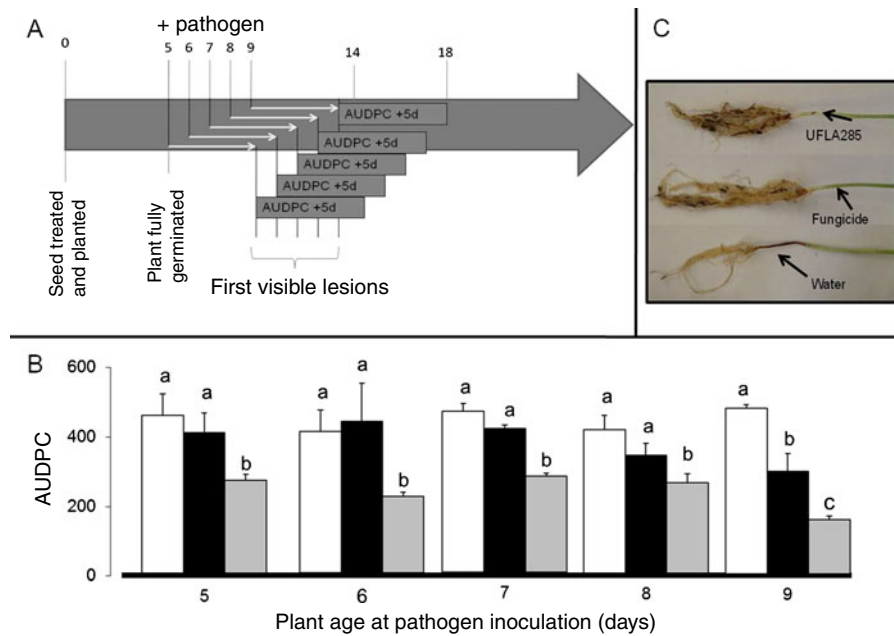 A
+ pathogen
0
5 6 7 8 9
14
18
AUDPC +5d
AUDPC +5d
AUDPC +5d
AUDPC +5d
AUDPC +5d
Seed treated
and planted
Plant fully
germinated
First visible lesions
C
UFLA285
Fungicide
Water
B
AUDPC
600
400
200
0
a a b
a a b
a a b
a a b
a b c
5 6 7 8 9
Plant age at pathogen inoculation (days)